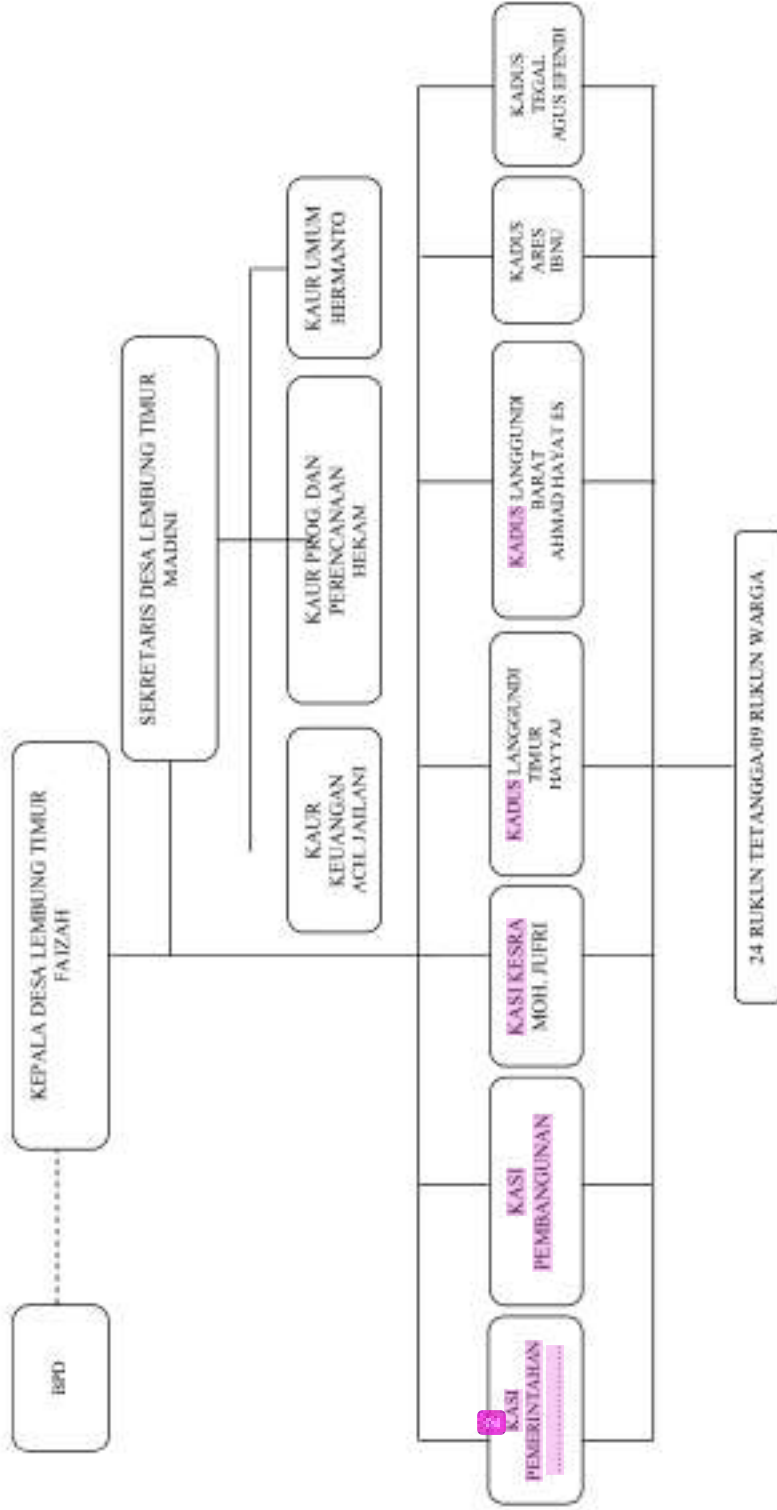 BPD
KEPALA DESA LEMBUNG TIMUR
FAIZAH
SEKRETARIS DESA LEMBUNG TIMUR
MADINI
KAUR
KEUANGAN
ACH. JAILANI
KAUR PROG. DAN
PERENCANAAN
HEKAM
KAUR UMUM
HERMANTO
KASI
PEMERINTAHAN
......................
KASI
PEMBANGUNAN
KASI KESRA
MOH. JUFRI
KADUS LANGGUNDI
TIMUR
HAYYAJ
KADUS LANGGUNDI
BARAT
AHMAD HAYAT ES
KADUS
ARES
IBNU
KADUS
TEGAL
AGUS EFENDI
24 RUKUN TETANGGA/09 RUKUN WARGA